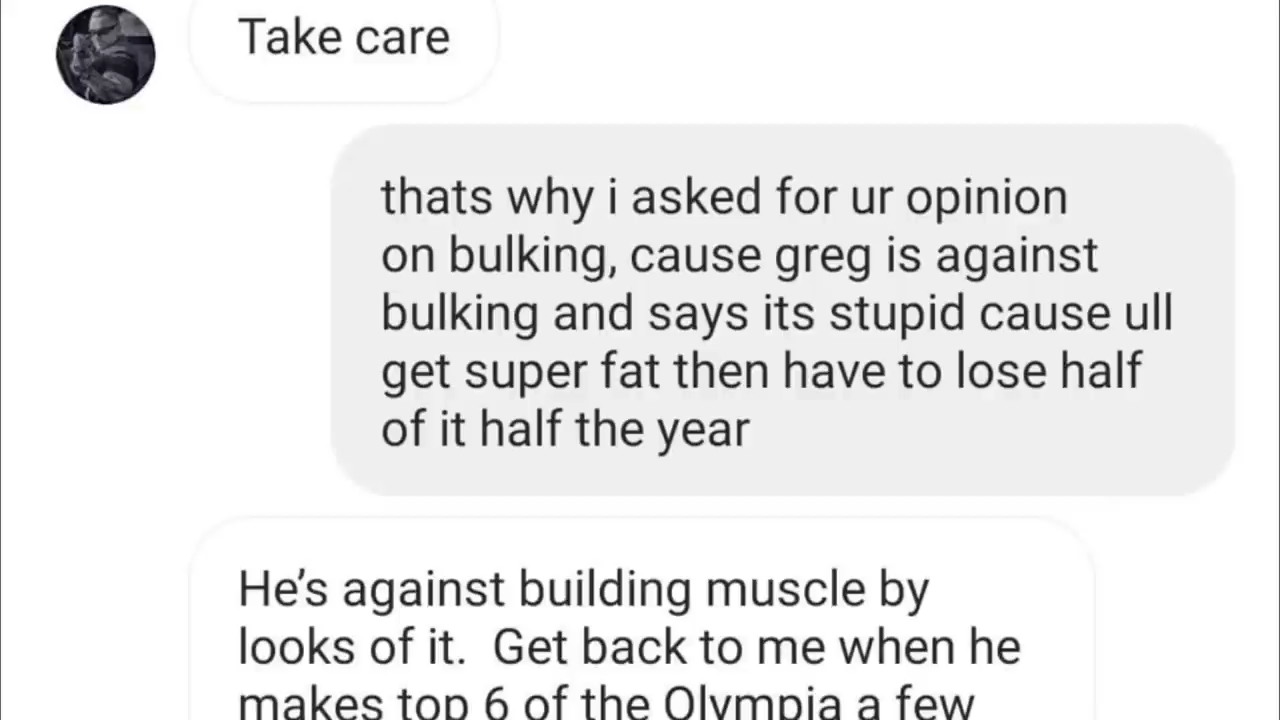 Take care
thats why i asked for ur opinion
on bulking, cause greg is against
bulking and says its stupid cause ull
get super fat then have to lose half
of it half the year
He’s against building muscle by
looks of it.  Get back to me when he
makes top 6 of the Olympia a few